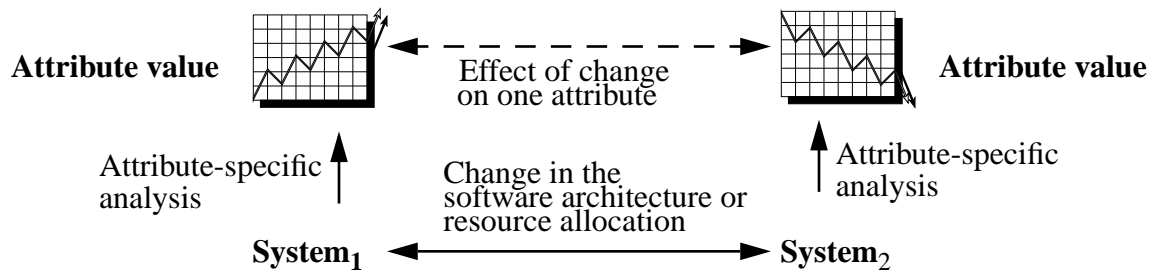 Attribute value
Effect of change
on one attribute
Attribute value
Attribute-specific
analysis
Change in the
software architecture or
resource allocation
Attribute-specific
analysis
System1
System2